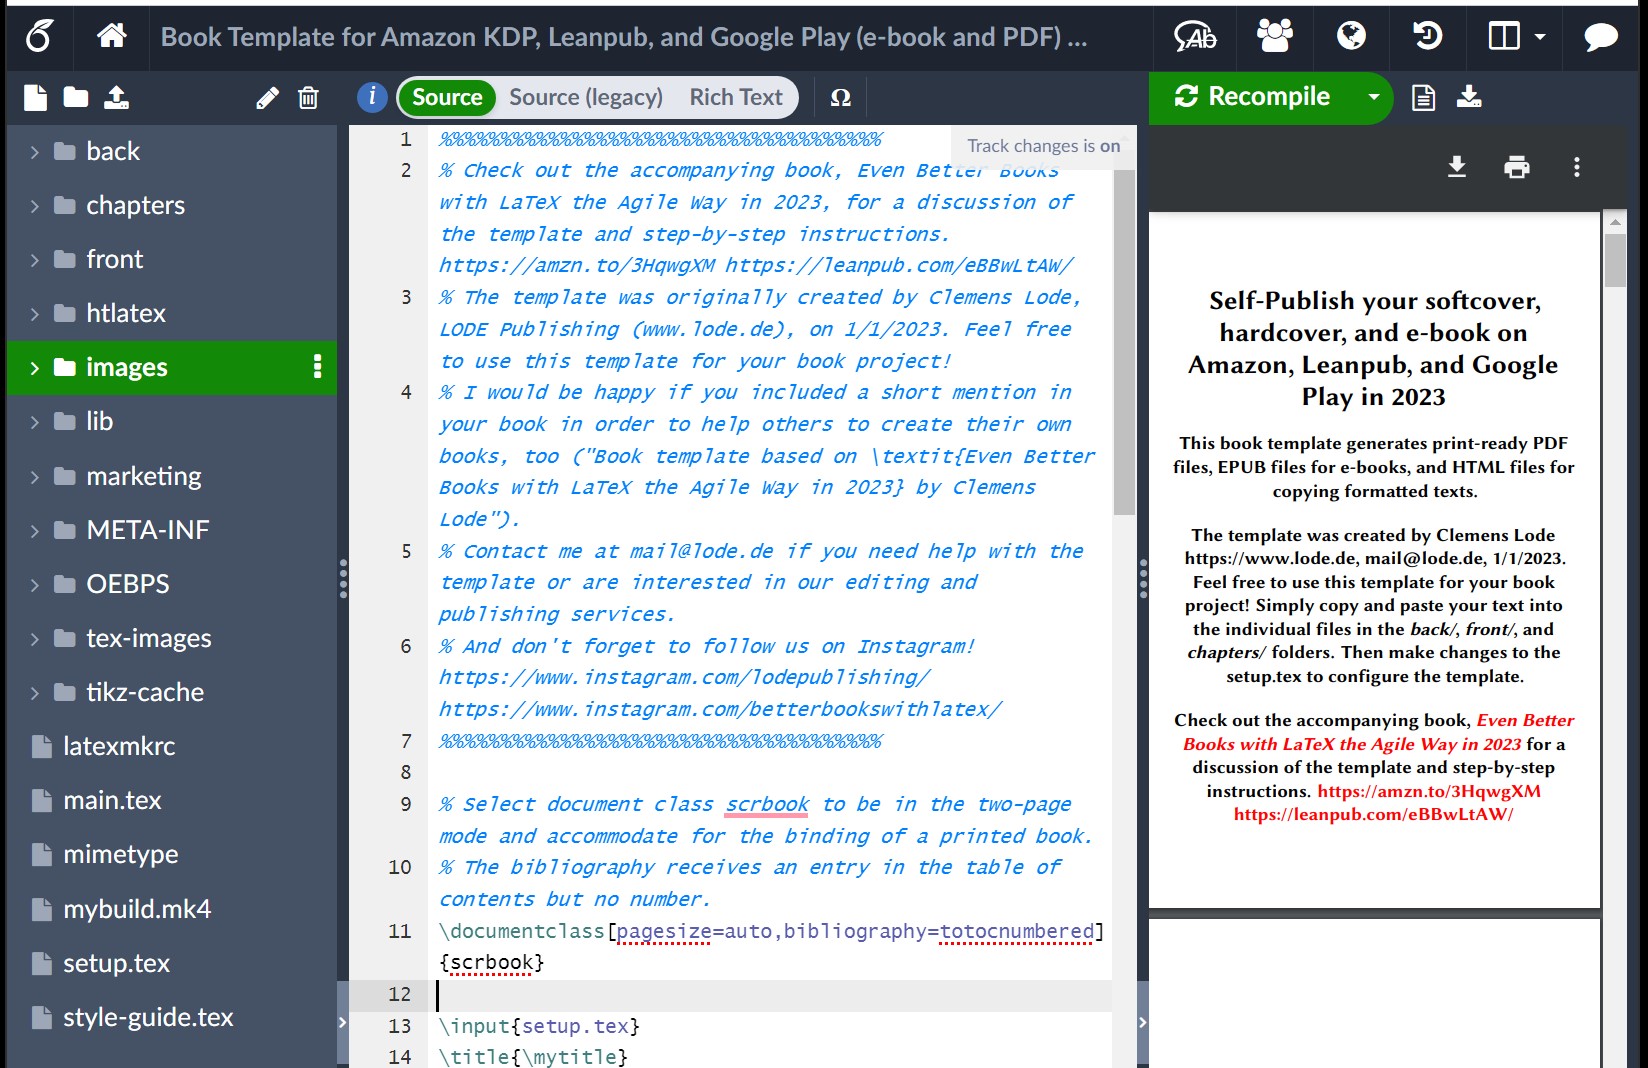 Book Template for Amazon KDP, Leanpub, and Google Play (e-book and PDF) ...
Ab
i
Source
Source (legacy)
Rich Text
Ω
Recompile
back
chapters
front
htlatex
images
lib
marketing
META-INF
OEBPS
tex-images
tikz-cache
latexmkrc
main.tex
mimetype
mybuild.mk4
setup.tex
style-guide.tex
Track changes is on
1 %%%%%%%%%%%%%%%%%%%%%%%%%%%%%%%%%%%%%
2 % Check out the accompanying book, Even Better Books
with LaTeX the Agile Way in 2023, for a discussion of
the template and step-by-step instructions.
https://amzn.to/3HqwgXM https://leanpub.com/eBBwLtAW/
3 % The template was originally created by Clemens Lode,
LODE Publishing (www.lode.de), on 1/1/2023. Feel free
to use this template for your book project!
4 % I would be happy if you included a short mention in
your book in order to help others to create their own
books, too ("Book template based on \textit{Even Better
Books with LaTeX the Agile Way in 2023} by Clemens
Lode").
5 % Contact me at mail@lode.de if you need help with the
template or are interested in our editing and
publishing services.
6 % And don't forget to follow us on Instagram!
https://www.instagram.com/lodepublishing/
https://www.instagram.com/betterbookswithlatex/
7 %%%%%%%%%%%%%%%%%%%%%%%%%%%%%%%%%%%%%
8
9 % Select document class scrbook to be in the two-page
mode and accommodate for the binding of a printed book.
10 % The bibliography receives an entry in the table of
contents but no number.
11 \documentclass[pagesize=auto,bibliography=totocnumbered]
{scrbook}
12
13 \input{setup.tex}
14 \title{\mytitle}
Self-Publish your softcover,
hardcover, and e-book on
Amazon, Leanpub, and Google
Play in 2023
This book template generates print-ready PDF
files, EPUB files for e-books, and HTML files for
copying formatted texts.
The template was created by Clemens Lode
https://www.lode.de, mail@lode.de, 1/1/2023.
Feel free to use this template for your book
project! Simply copy and paste your text into
the individual files in the back/, front/, and
chapters/ folders. Then make changes to the
setup.tex to configure the template.
Check out the accompanying book, Even Better
Books with LaTeX the Agile Way in 2023 for a
discussion of the template and step-by-step
instructions. https://amzn.to/3HqwgXM
https://leanpub.com/eBBwLtAW/